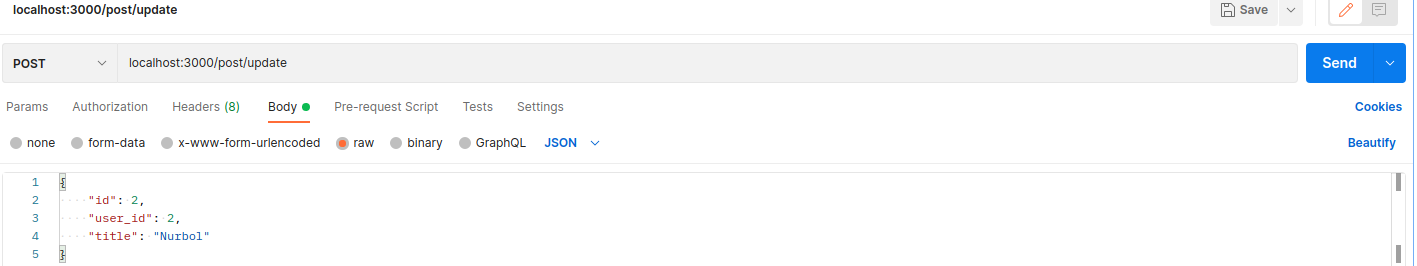 localhost:3000/post/update
Save
POST
localhost:3000/post/update
Send
Params Authorization Headers (8) Body Pre-request Script Tests Settings Cookies
none form-data x-www-form-urlencoded raw binary GraphQL JSON Beautify
1 {
2 "id": 2,
3 "user_id": 2,
4 "title": "Nurbol"
5 }